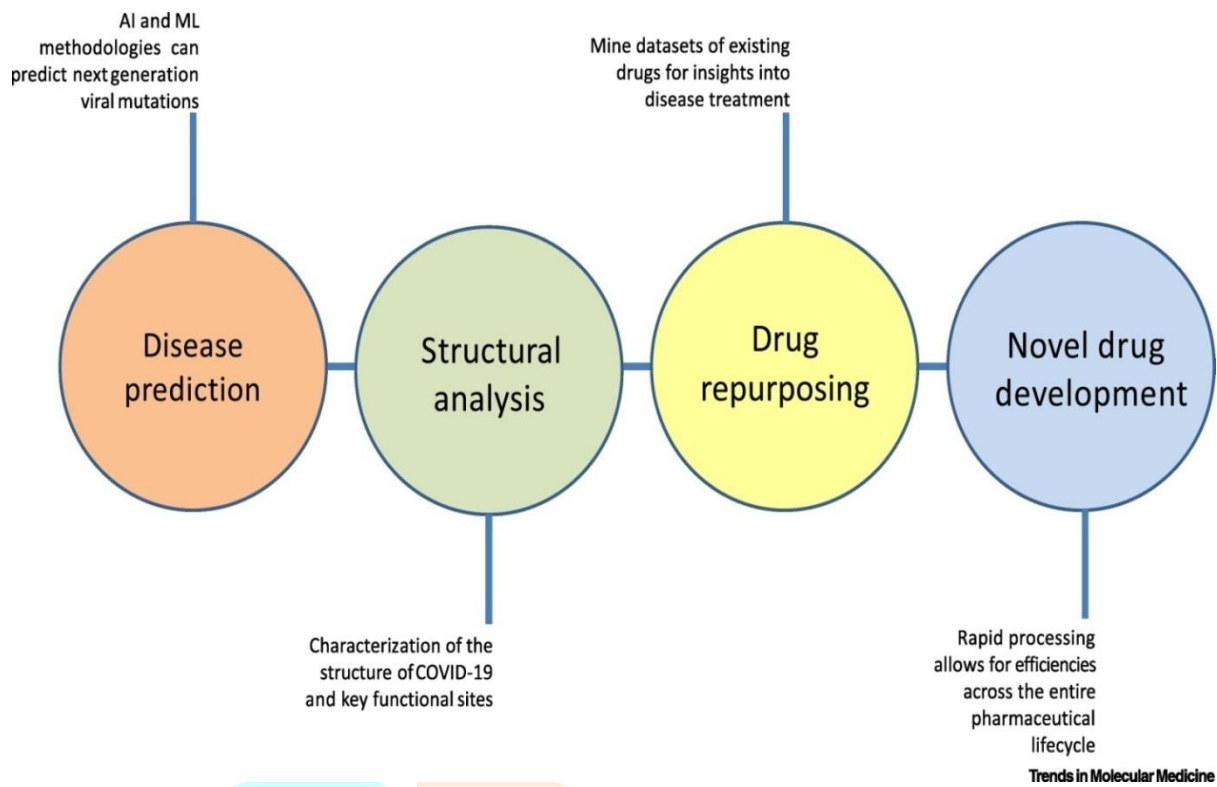 AI and ML
methodologies can
predict next generation
viral mutations
Mine datasets of existing
drugs for insights into
disease treatment
Disease
prediction
Structural
analysis
Drug
repurposing
Novel drug
development
Characterization of the
structure of COVID-19
and key functional sites
Rapid processing
allows for efficiencies
across the entire
pharmaceutical
lifecycle
Trends in Molecular Medicine